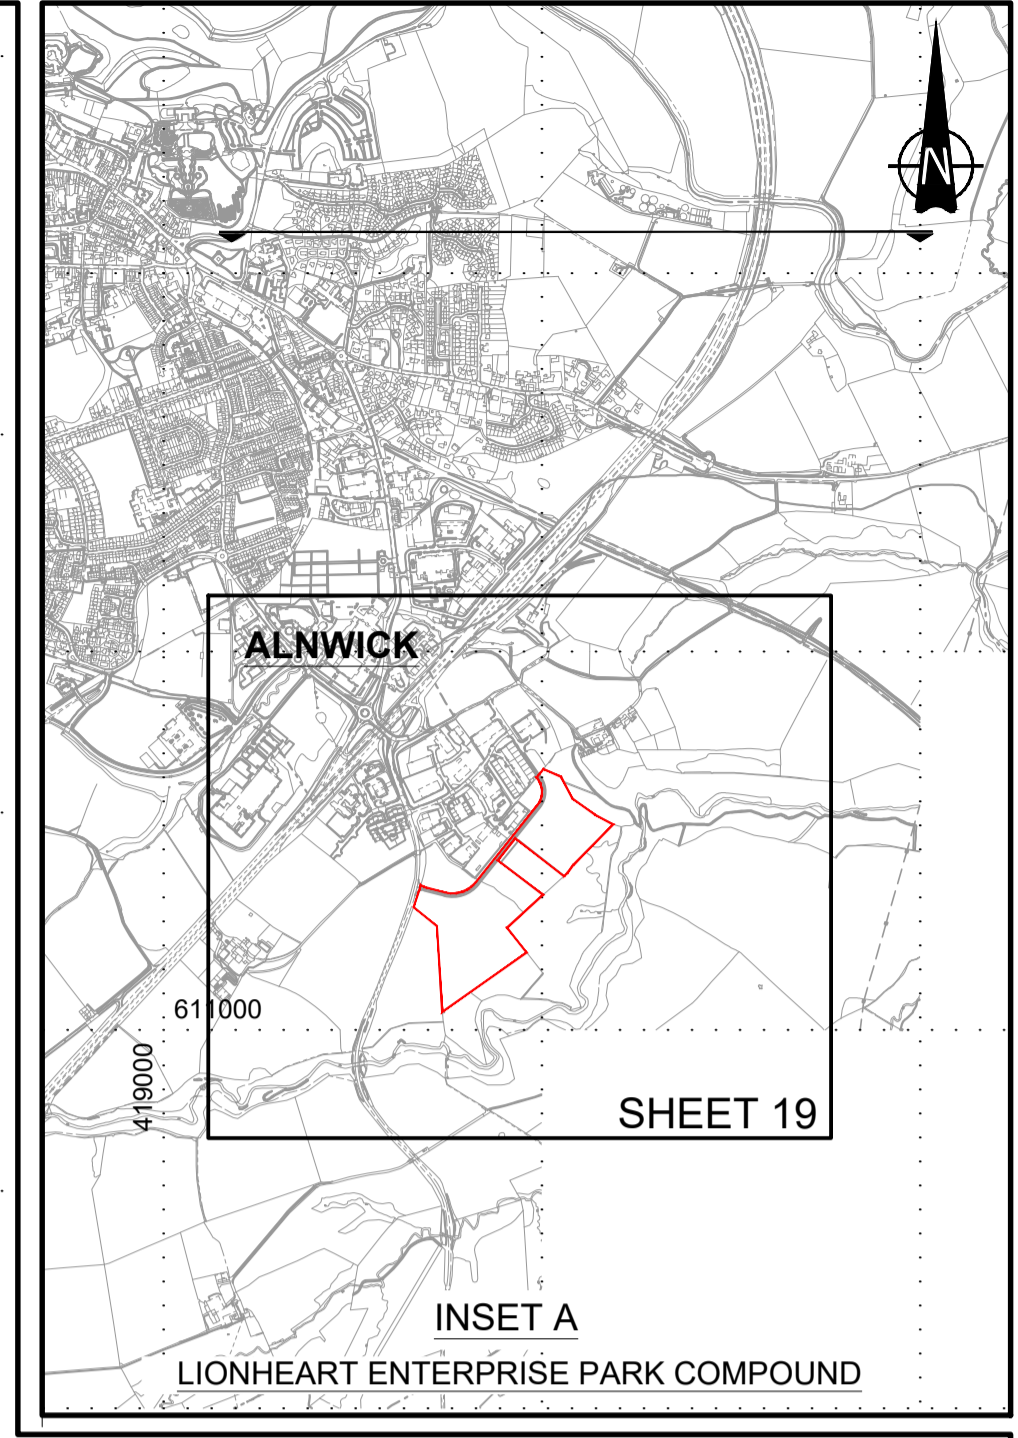 N
ALNWICK
611000
419000
SHEET 19
INSET A
LIONHEART ENTERPRISE PARK COMPOUND